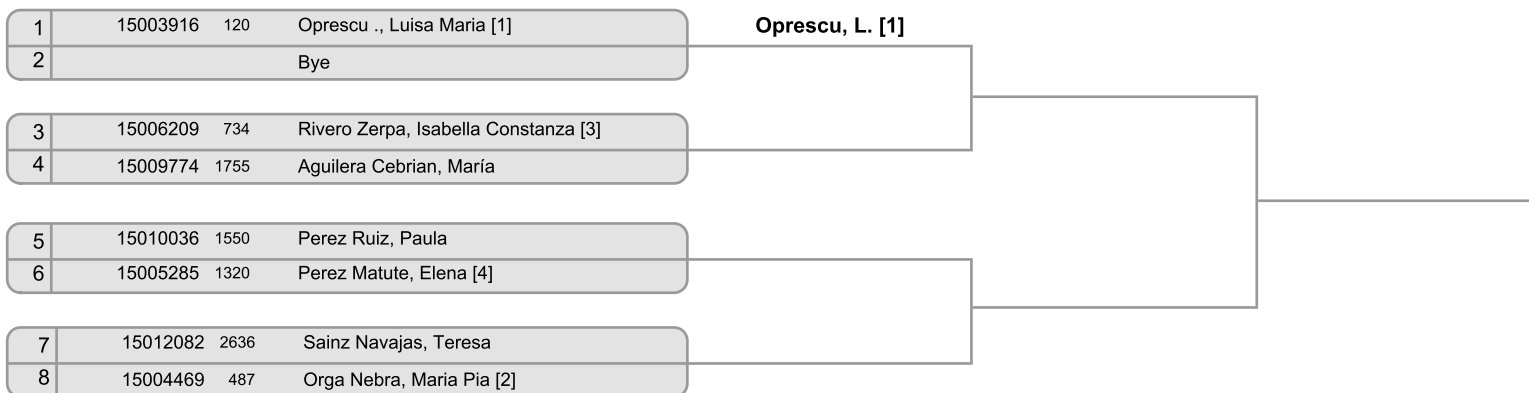 1 15003916 120 Oprescu ., Luisa Maria [1] Oprescu, L. [1]
2 Bye
3 15006209 734 Rivero Zerpa, Isabella Constanza [3]
4 15009774 1755 Aguilera Cebrian, María
5 15010036 1550 Perez Ruiz, Paula
6 15005285 1320 Perez Matute, Elena [4]
7 15012082 2636 Sainz Navajas, Teresa
8 15004469 487 Orga Nebra, Maria Pia [2]